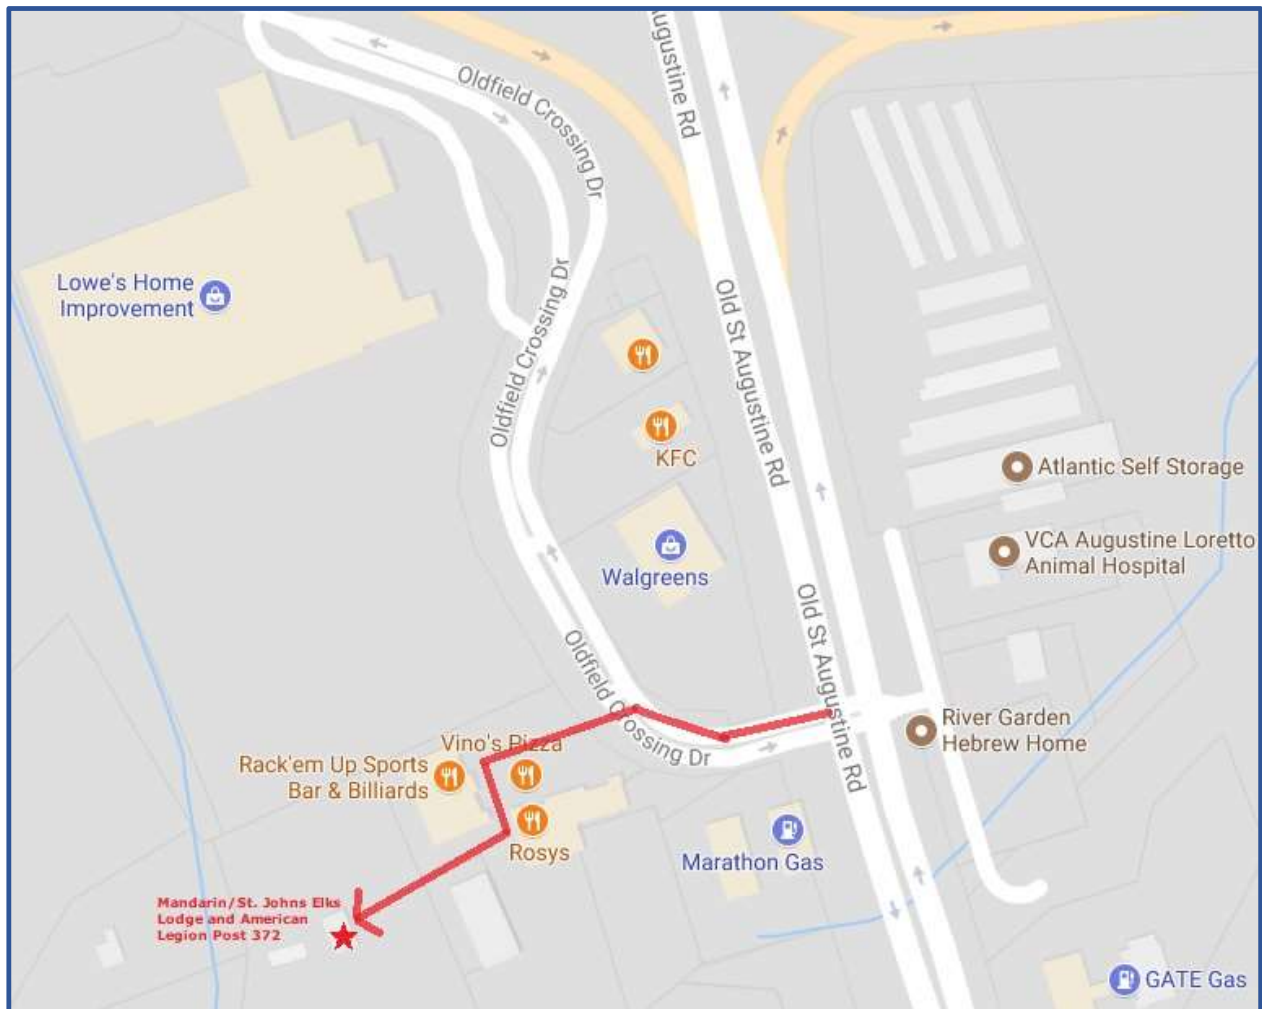 Augustine Rd
Oldfield Crossing Dr
Lowe's Home
Improvement
Oldfield Crossing Dr
Old St Augustine Rd
KFC
Atlantic Self Storage
VCA Augustine Loretto
Animal Hospital
Walgreens
Old St Augustine Rd
Oldfield Crossing Dr
River Garden
Hebrew Home
Vino's Pizza
Rack'em Up Sports
Bar & Billiards
Rosys
Marathon Gas
Mandarin/St. Johns Elks
Lodge and American
Legion Post 372
GATE Gas